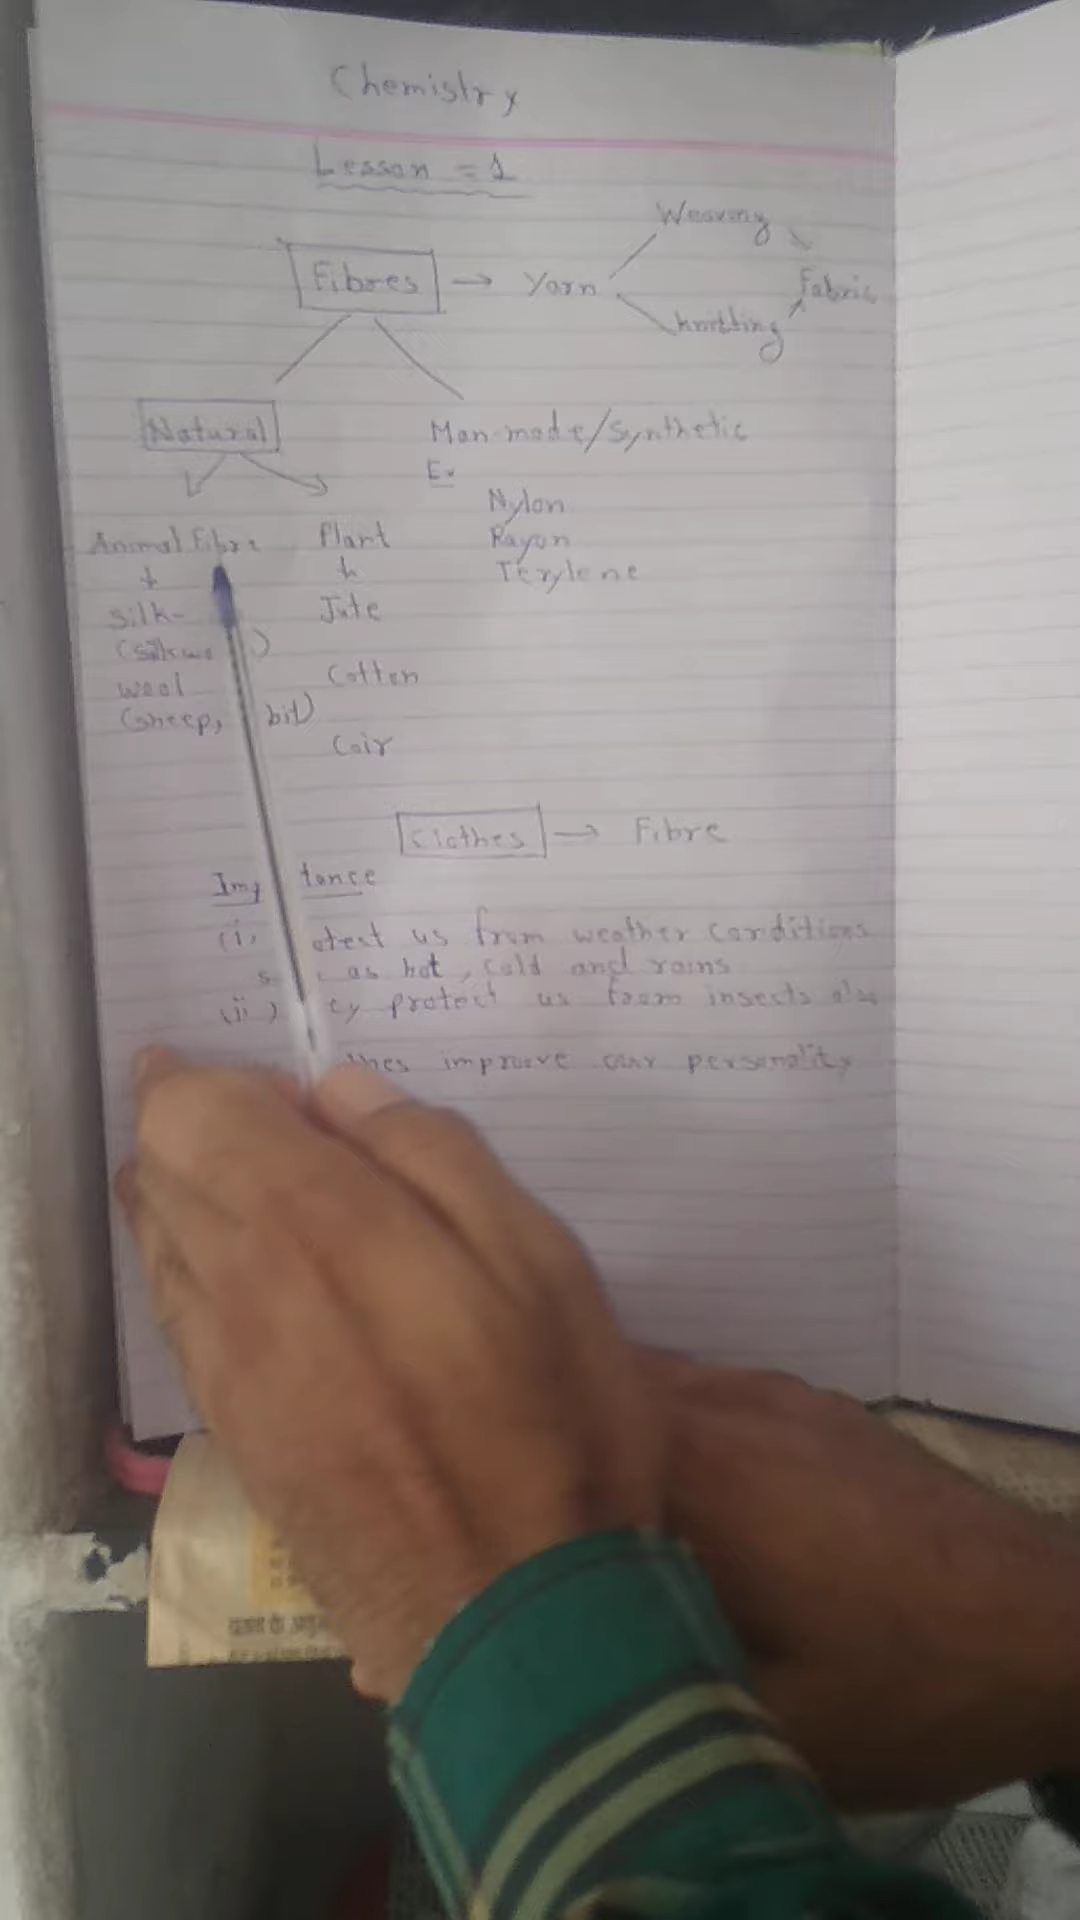 Chemistry
Lesson = 1
Weaving
Fibres → Yarn
Fabric
knitting
Natural
Man-made/Synthetic
Ex
Nylon
Animal Fibre Plant Rayon
Terylene
Silk- Jute
Cotton
wool
(sheep,
Coir
Clothes → Fibre
(i) us from weather conditions
as hot, cold and rains
(ii) protect us from insects also
improve our personality